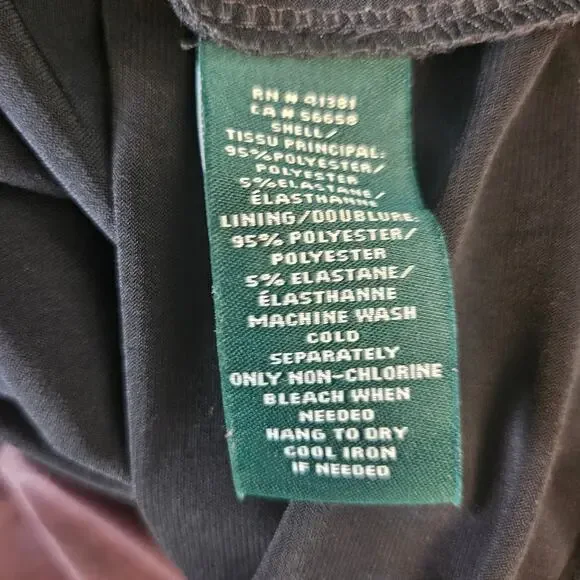 RN # 41381
CA # 56658
SHELL/
TISSU PRINCIPAL:
95%POLYESTER/
POLYESTER
5%ELASTANE/
ÉLASTHANNE
LINING/DOUBLURE:
95% POLYESTER/
POLYESTER
5% ELASTANE/
ÉLASTHANNE
MACHINE WASH
COLD
SEPARATELY
ONLY NON-CHLORINE
BLEACH WHEN
NEEDED
HANG TO DRY
COOL IRON
IF NEEDED